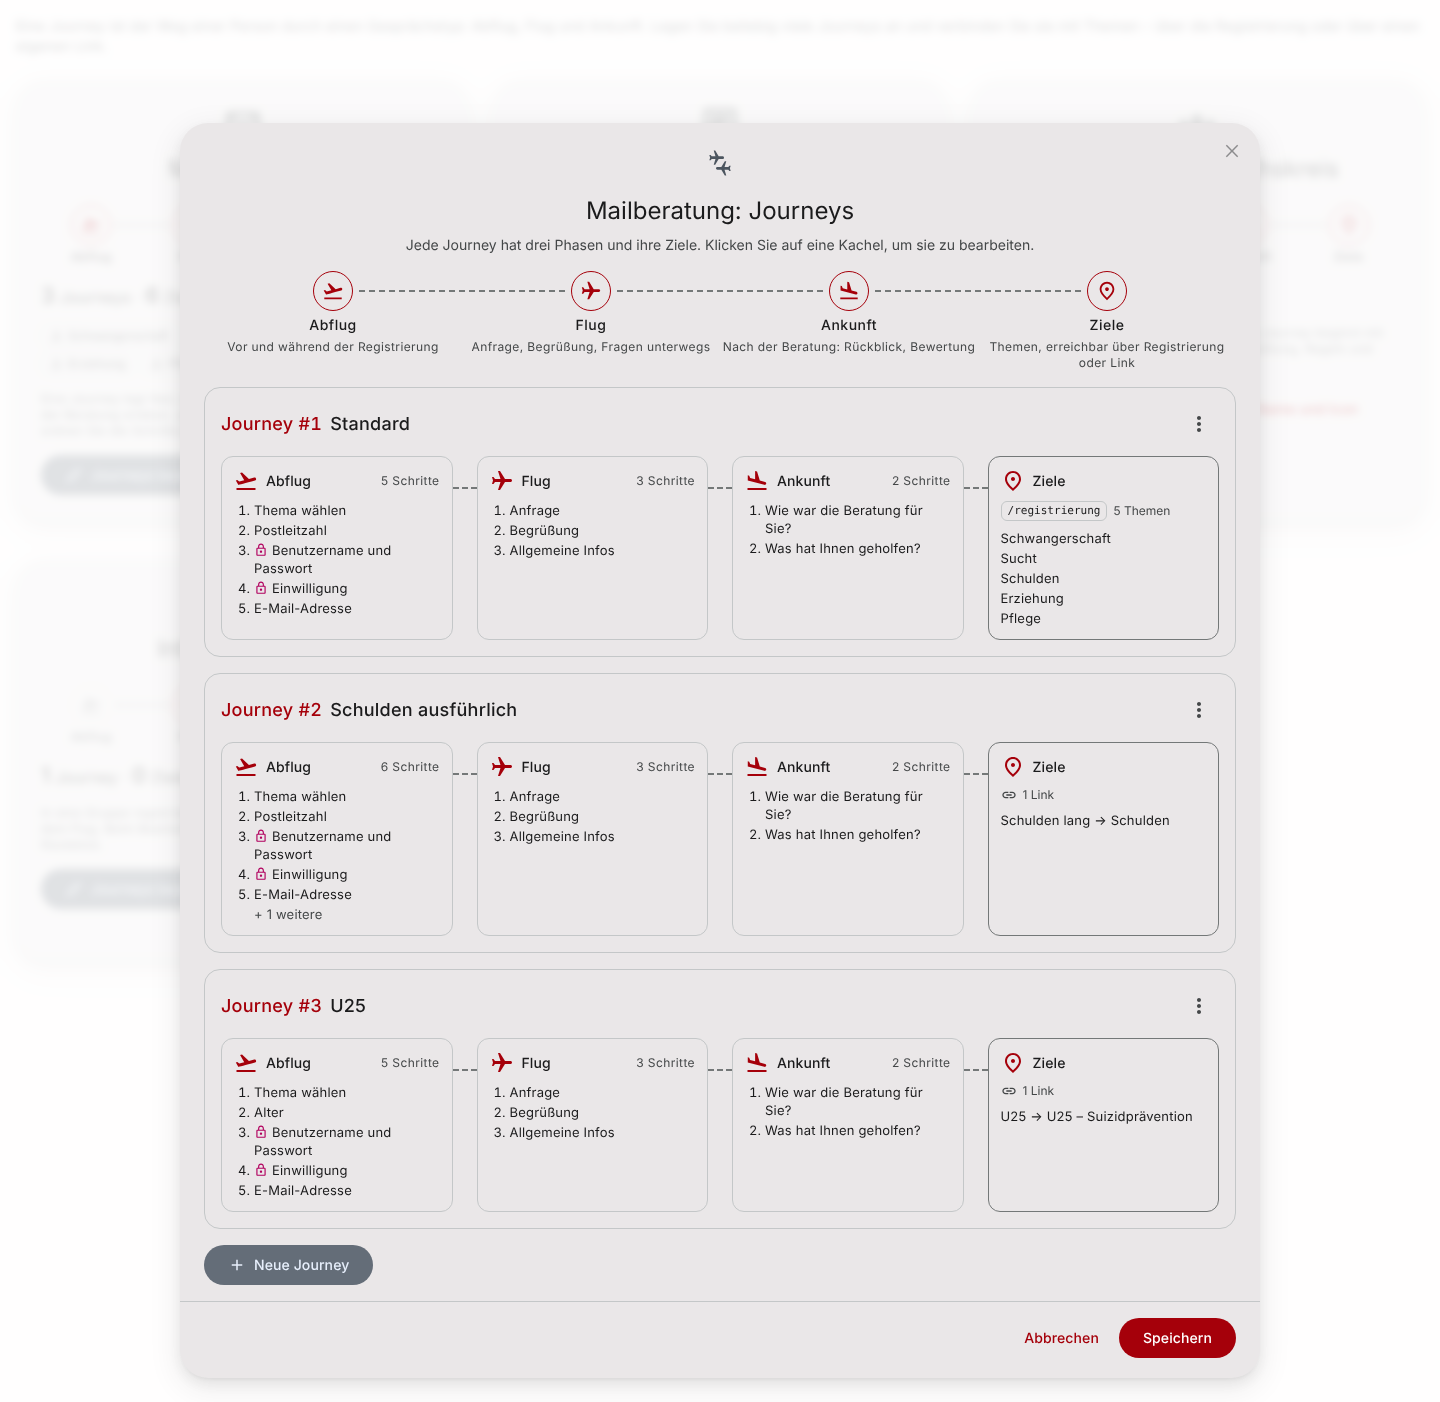 Mailberatung: Journeys
Jede Journey hat drei Phasen und ihre Ziele. Klicken Sie auf eine Kachel, um sie zu bearbeiten.
Abflug
Vor und während der Registrierung
Flug
Anfrage, Begrüßung, Fragen unterwegs
Ankunft
Nach der Beratung: Rückblick, Bewertung
Ziele
Themen, erreichbar über Registrierung
oder Link
Journey #1 Standard
Abflug 5 Schritte
1. Thema wählen
2. Postleitzahl
3. Benutzername und
Passwort
4. Einwilligung
5. E-Mail-Adresse
Flug 3 Schritte
1. Anfrage
2. Begrüßung
3. Allgemeine Infos
Ankunft 2 Schritte
1. Wie war die Beratung für
Sie?
2. Was hat Ihnen geholfen?
Ziele
/registrierung 5 Themen
Schwangerschaft
Sucht
Schulden
Erziehung
Pflege
Journey #2 Schulden ausführlich
Abflug 6 Schritte
1. Thema wählen
2. Postleitzahl
3. Benutzername und
Passwort
4. Einwilligung
5. E-Mail-Adresse
+ 1 weitere
Flug 3 Schritte
1. Anfrage
2. Begrüßung
3. Allgemeine Infos
Ankunft 2 Schritte
1. Wie war die Beratung für
Sie?
2. Was hat Ihnen geholfen?
Ziele
1 Link
Schulden lang → Schulden
Journey #3 U25
Abflug 5 Schritte
1. Thema wählen
2. Alter
3. Benutzername und
Passwort
4. Einwilligung
5. E-Mail-Adresse
Flug 3 Schritte
1. Anfrage
2. Begrüßung
3. Allgemeine Infos
Ankunft 2 Schritte
1. Wie war die Beratung für
Sie?
2. Was hat Ihnen geholfen?
Ziele
1 Link
U25 → U25 – Suizidprävention
+ Neue Journey
Abbrechen
Speichern